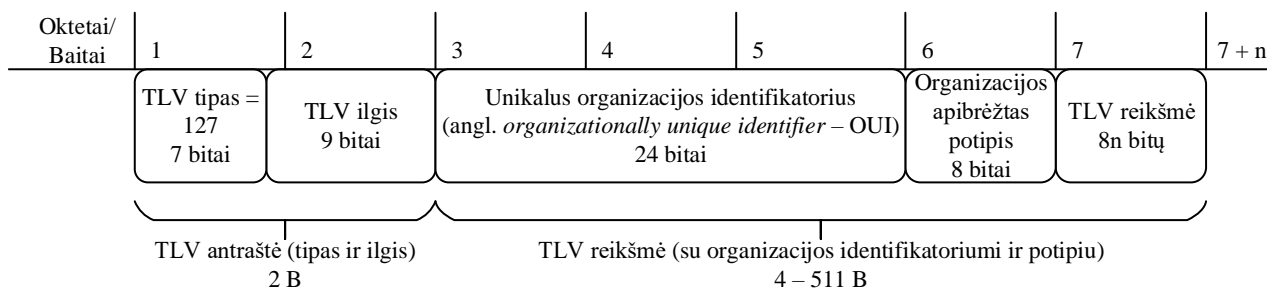 Oktetai/
Baitai
1
2
3
4
5
6
7
7 + n
TLV tipas =
127
7 bitai
TLV ilgis
9 bitai
Unikalus organizacijos identifikatorius
(angl. organizationally unique identifier – OUI)
24 bitai
Organizacijos
apibrėžtas
potipis
8 bitai
TLV reikšmė
8n bitų
TLV antraštė (tipas ir ilgis)
2 B
TLV reikšmė (su organizacijos identifikatoriumi ir potipiu)
4 – 511 B